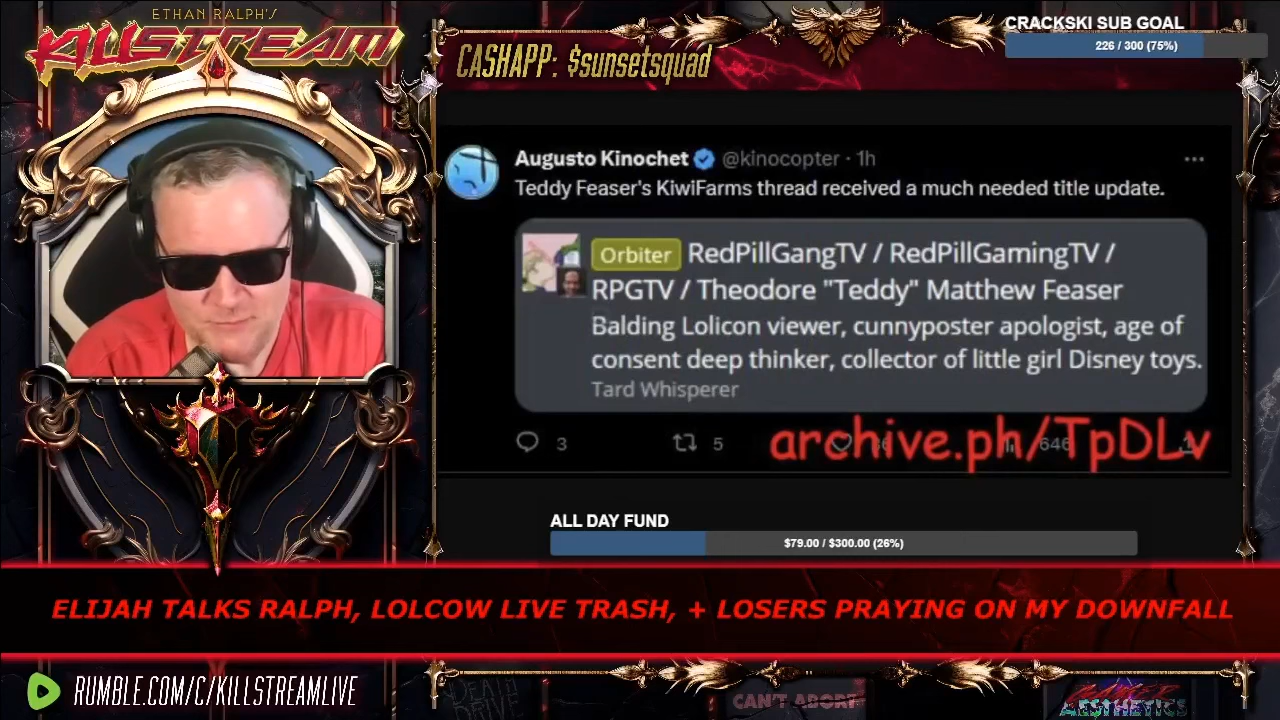 ETHAN RALPH'S
KILLSTREAM
CASHAPP: $sunsetsquad
CRACKSKI SUB GOAL
226 / 300 (75%)
Augusto Kinochet @kinocopter · 1h
Teddy Feaser's KiwiFarms thread received a much needed title update.
Orbiter RedPillGangTV / RedPillGamingTV /
RPGTV / Theodore "Teddy" Matthew Feaser
Balding Lolicon viewer, cunnyposter apologist, age of
consent deep thinker, collector of little girl Disney toys.
Tard Whisperer
3 5 646
archive.ph/TpDLv
ALL DAY FUND
$79.00 / $300.00 (26%)
ELIJAH TALKS RALPH, LOLCOW LIVE TRASH, + LOSERS PRAYING ON MY DOWNFALL
RUMBLE.COM/C/KILLSTREAMLIVE
DEATH
DRIVE
CAN'T ABORT
AESTHETICS